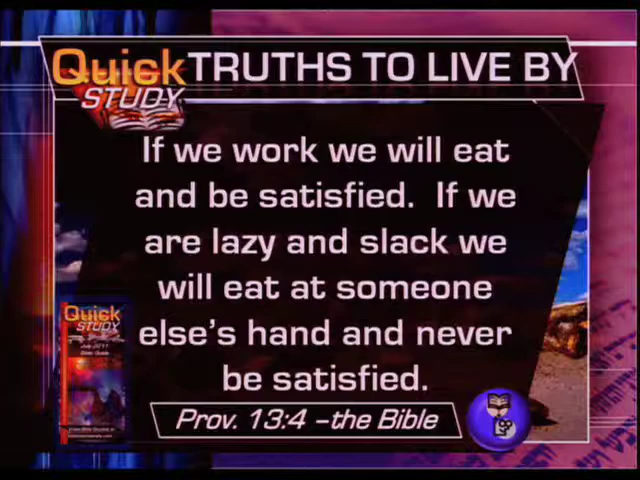 Quick
STUDY
TRUTHS TO LIVE BY
If we work we will eat
and be satisfied. If we
are lazy and slack we
will eat at someone
else's hand and never
be satisfied.
Quick
STUDY
Prov. 13:4 -the Bible